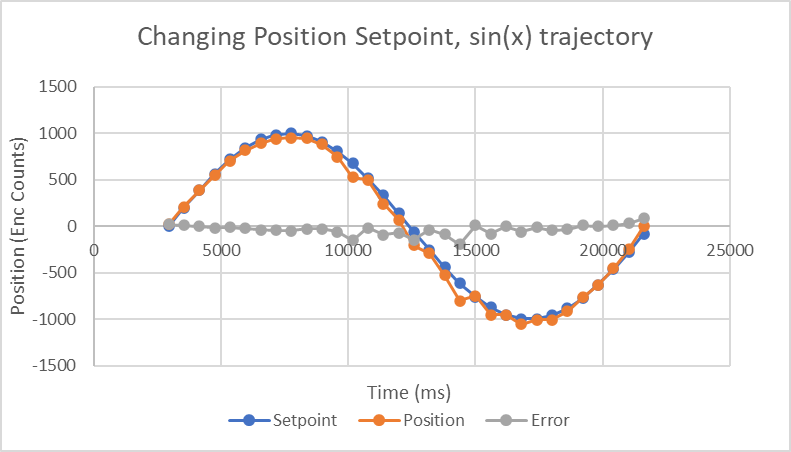 Changing Position Setpoint, sin(x) trajectory
Position (Enc Counts)
1500
1000
500
0
-500
-1000
-1500
0 5000 10000 15000 20000 25000
Time (ms)
Setpoint Position Error